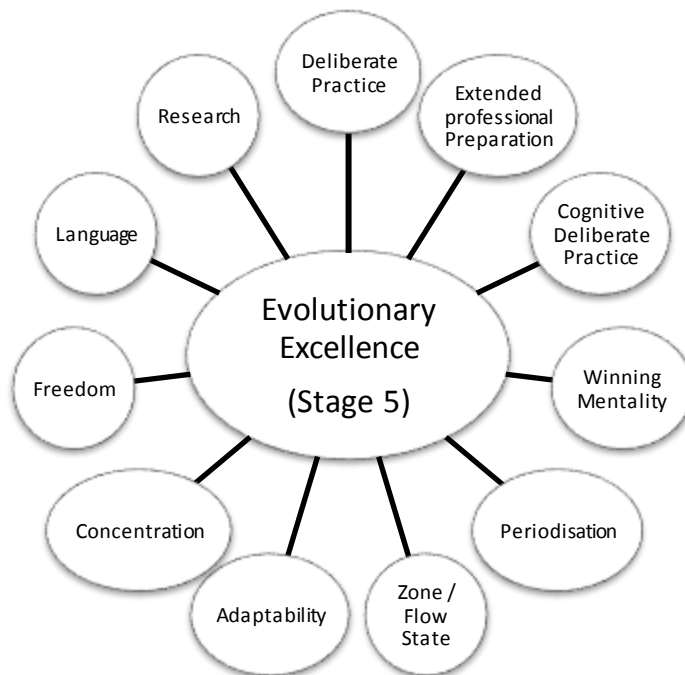 Deliberate
Practice
Extended
professional
Preparation
Research
Cognitive
Deliberate
Practice
Language
Evolutionary
Excellence
(Stage 5)
Freedom
Winning
Mentality
Concentration
Periodisation
Adaptability
Zone /
Flow
State